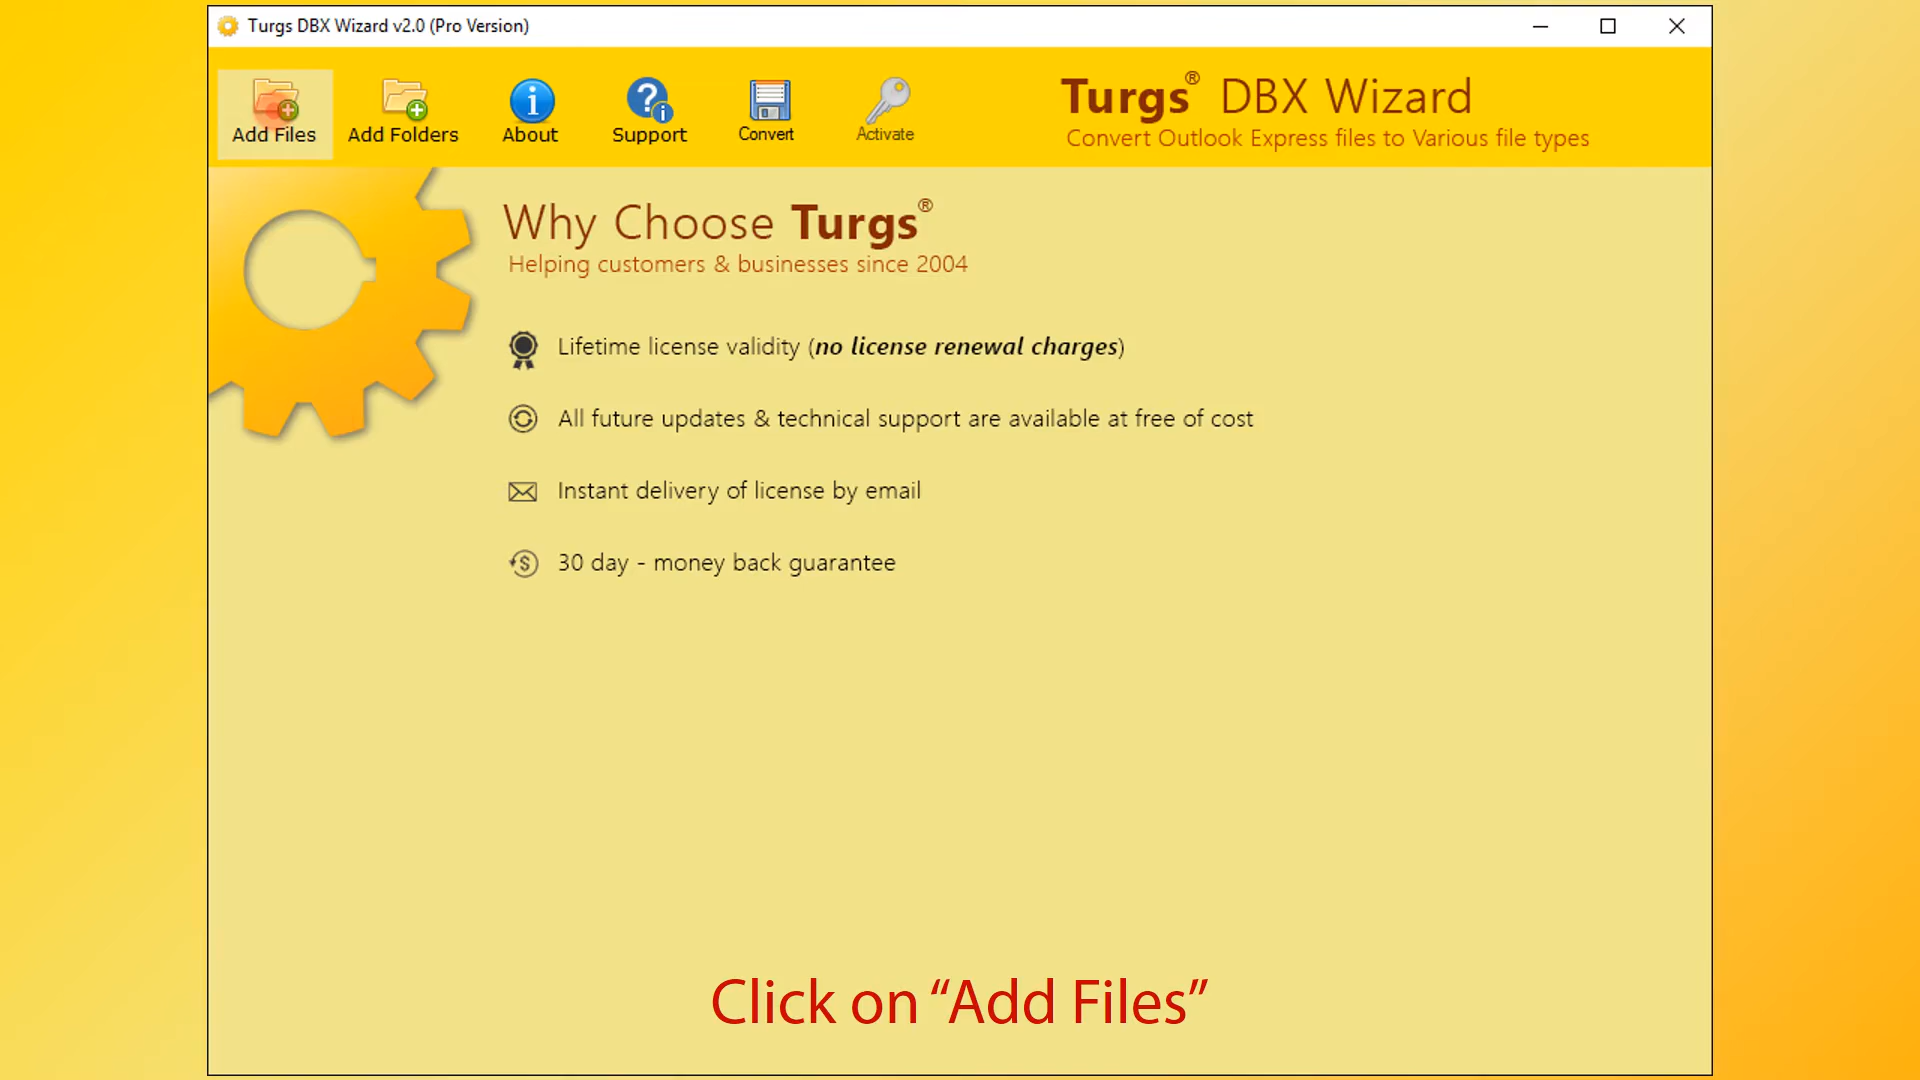 Turgs DBX Wizard v2.0 (Pro Version)
Add Files
Add Folders
About
Support
Convert
Activate
Turgs® DBX Wizard
Convert Outlook Express files to Various file types
Why Choose Turgs®
Helping customers & businesses since 2004
Lifetime license validity (no license renewal charges)
All future updates & technical support are available at free of cost
Instant delivery of license by email
30 day - money back guarantee
Click on “Add Files”